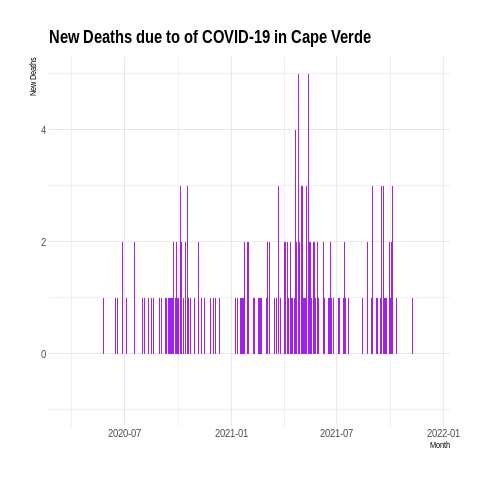 New Deaths due to of COVID-19 in Cape Verde
New Deaths
4
2
0
2020-07 2021-01 2021-07 2022-01
Month